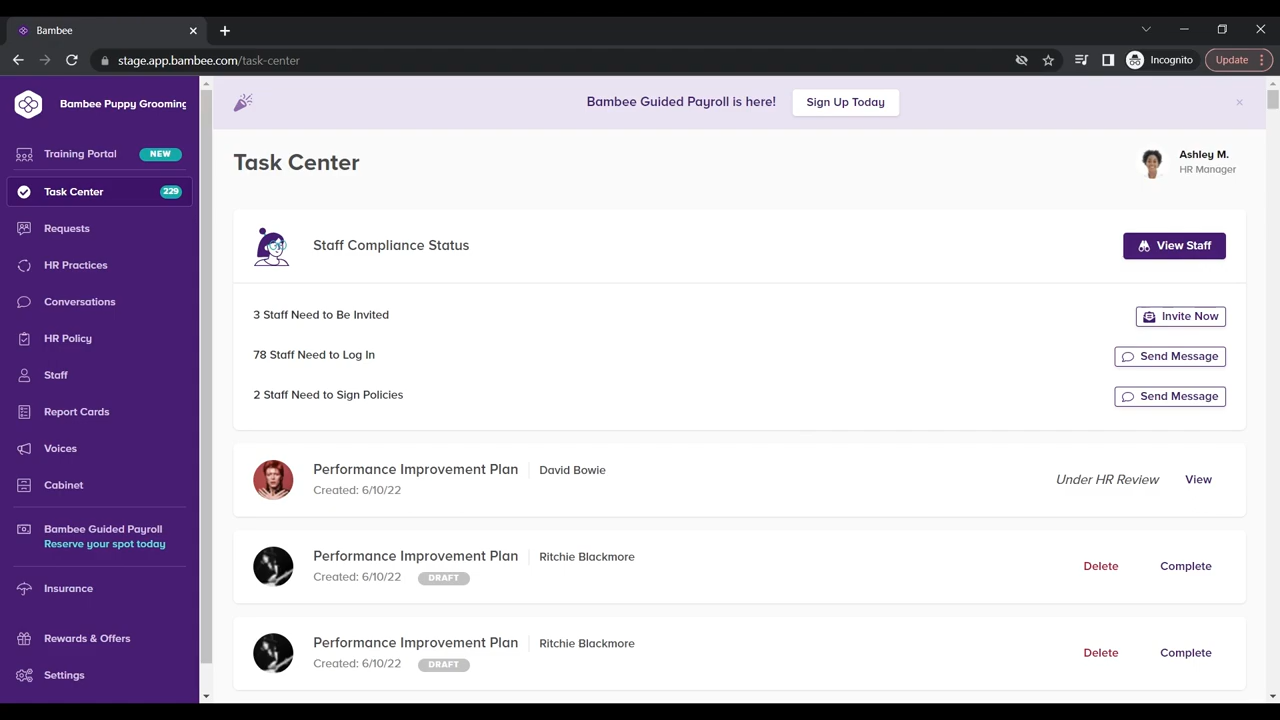 Bambee
stage.app.bambee.com/task-center
Incognito
Update
Bambee Puppy Grooming
Training Portal NEW
Task Center 229
Requests
HR Practices
Conversations
HR Policy
Staff
Report Cards
Voices
Cabinet
Bambee Guided Payroll
Reserve your spot today
Insurance
Rewards & Offers
Settings
Bambee Guided Payroll is here! Sign Up Today
Task Center
Ashley M.
HR Manager
Staff Compliance Status
View Staff
3 Staff Need to Be Invited
Invite Now
78 Staff Need to Log In
Send Message
2 Staff Need to Sign Policies
Send Message
Performance Improvement Plan David Bowie
Created: 6/10/22
Under HR Review View
Performance Improvement Plan Ritchie Blackmore
Created: 6/10/22 DRAFT
Delete Complete
Performance Improvement Plan Ritchie Blackmore
Created: 6/10/22 DRAFT
Delete Complete